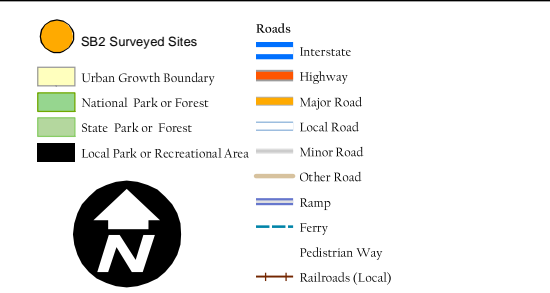 SB2 Surveyed Sites
Urban Growth Boundary
National Park or Forest
State Park or Forest
Local Park or Recreational Area
N
Roads
Interstate
Highway
Major Road
Local Road
Minor Road
Other Road
Ramp
Ferry
Pedistrian Way
Railroads (Local)